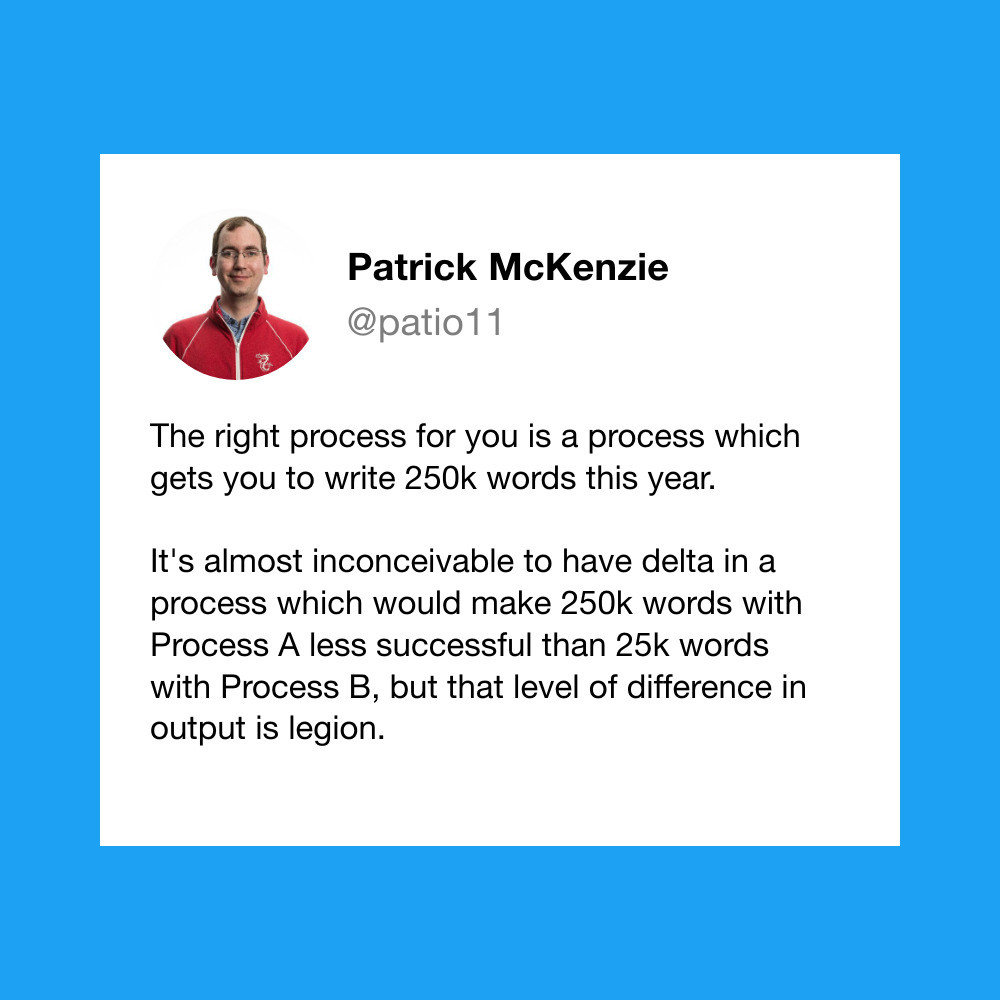 Patrick McKenzie
@patio11
The right process for you is a process which
gets you to write 250k words this year.
It's almost inconceivable to have delta in a
process which would make 250k words with
Process A less successful than 25k words
with Process B, but that level of difference in
output is legion.